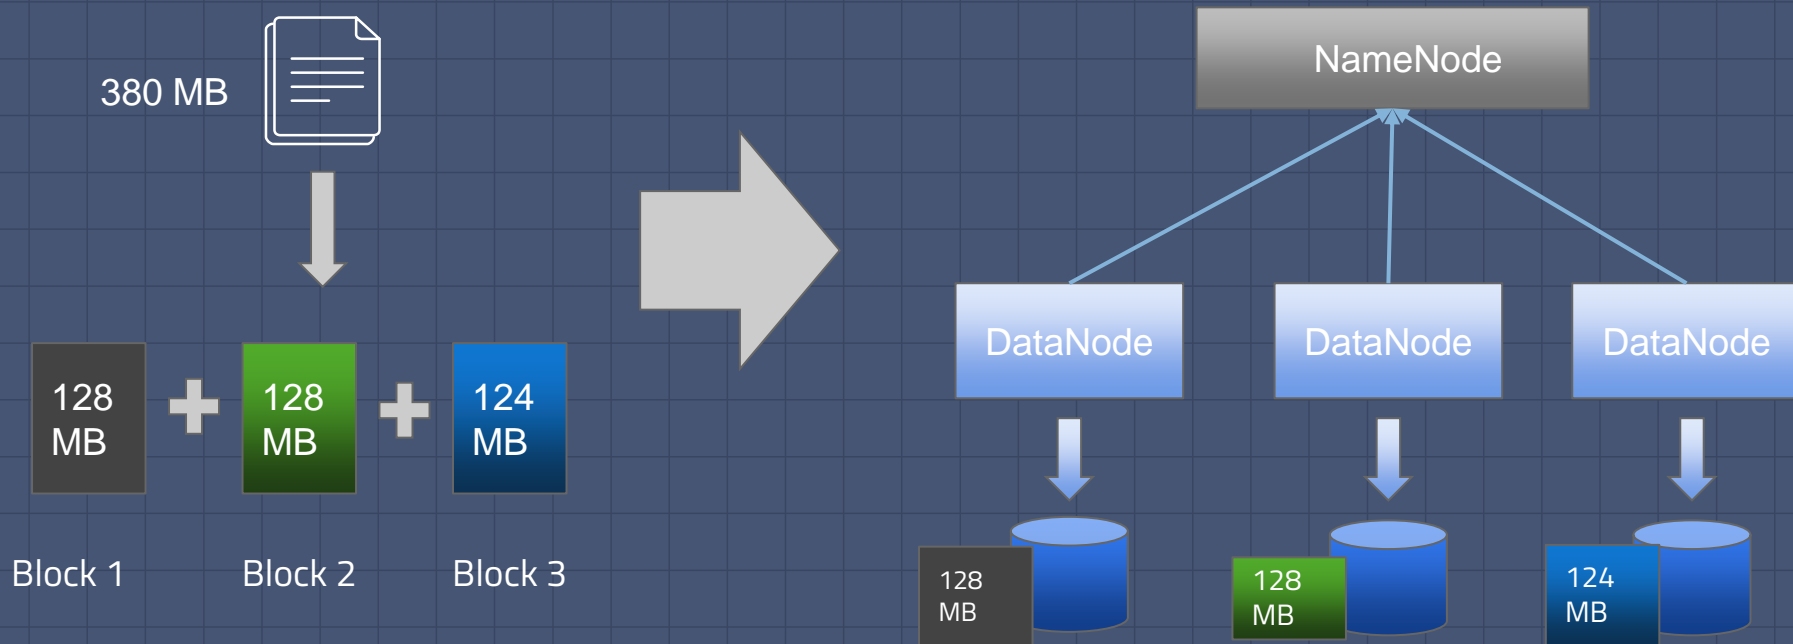 380 MB
128
MB
128
MB
124
MB
Block 1
Block 2
Block 3
NameNode
DataNode
DataNode
DataNode
128
MB
128
MB
124
MB